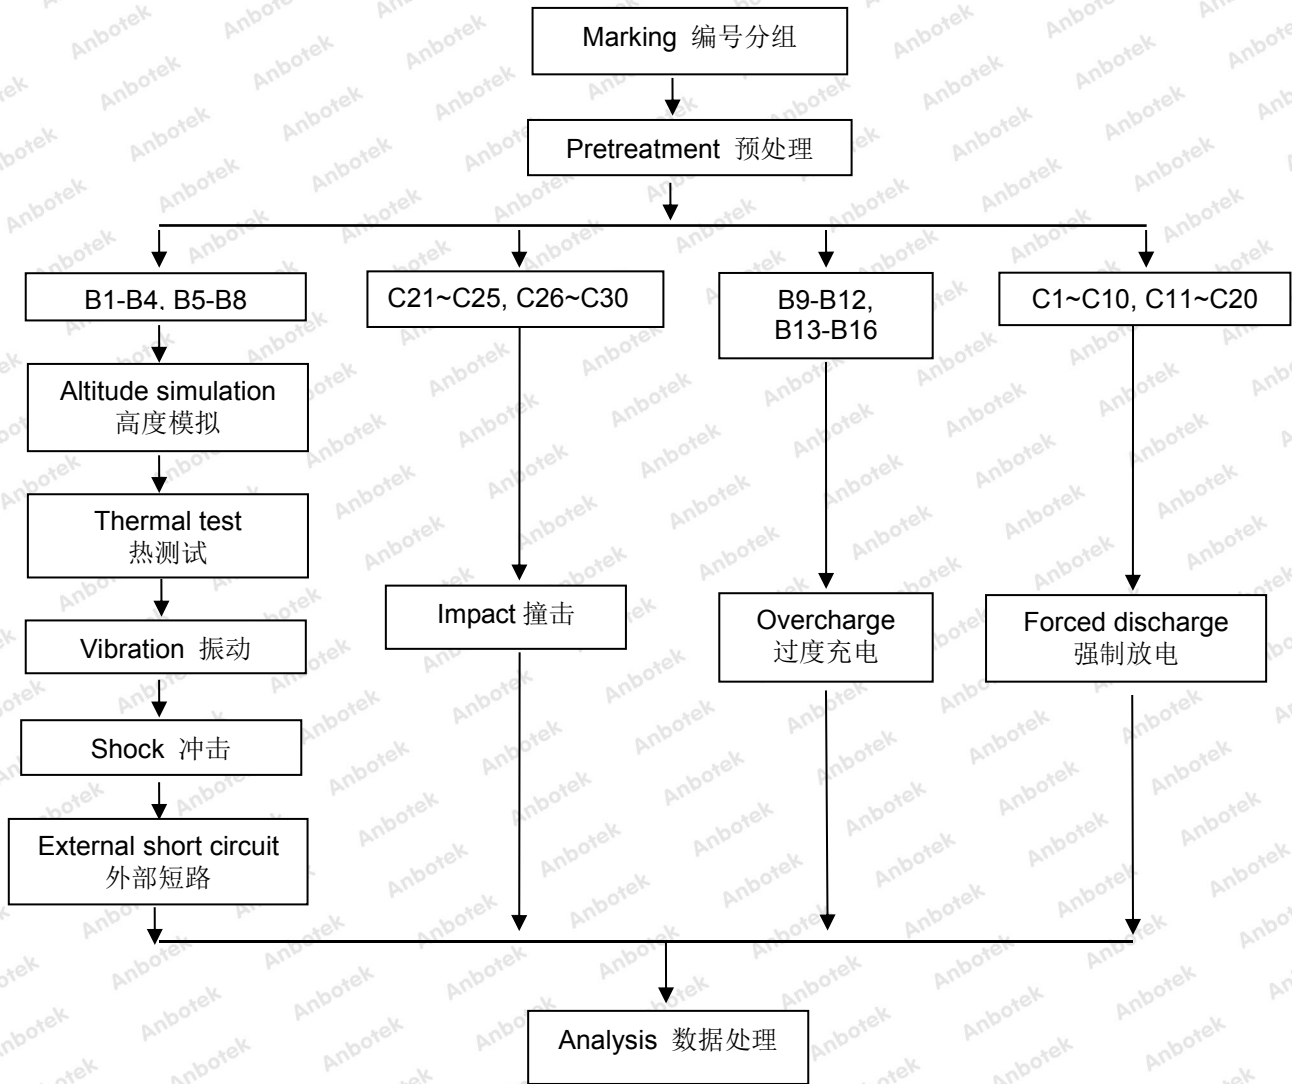 Marking 编号分组
Pretreatment 预处理
B1-B4, B5-B8
C21~C25, C26~C30
B9-B12,
B13-B16
C1~C10, C11~C20
Altitude simulation
高度模拟
Thermal test
热测试
Vibration 振动
Shock 冲击
External short circuit
外部短路
Impact 撞击
Overcharge
过度充电
Forced discharge
强制放电
Analysis 数据处理
Anbotek